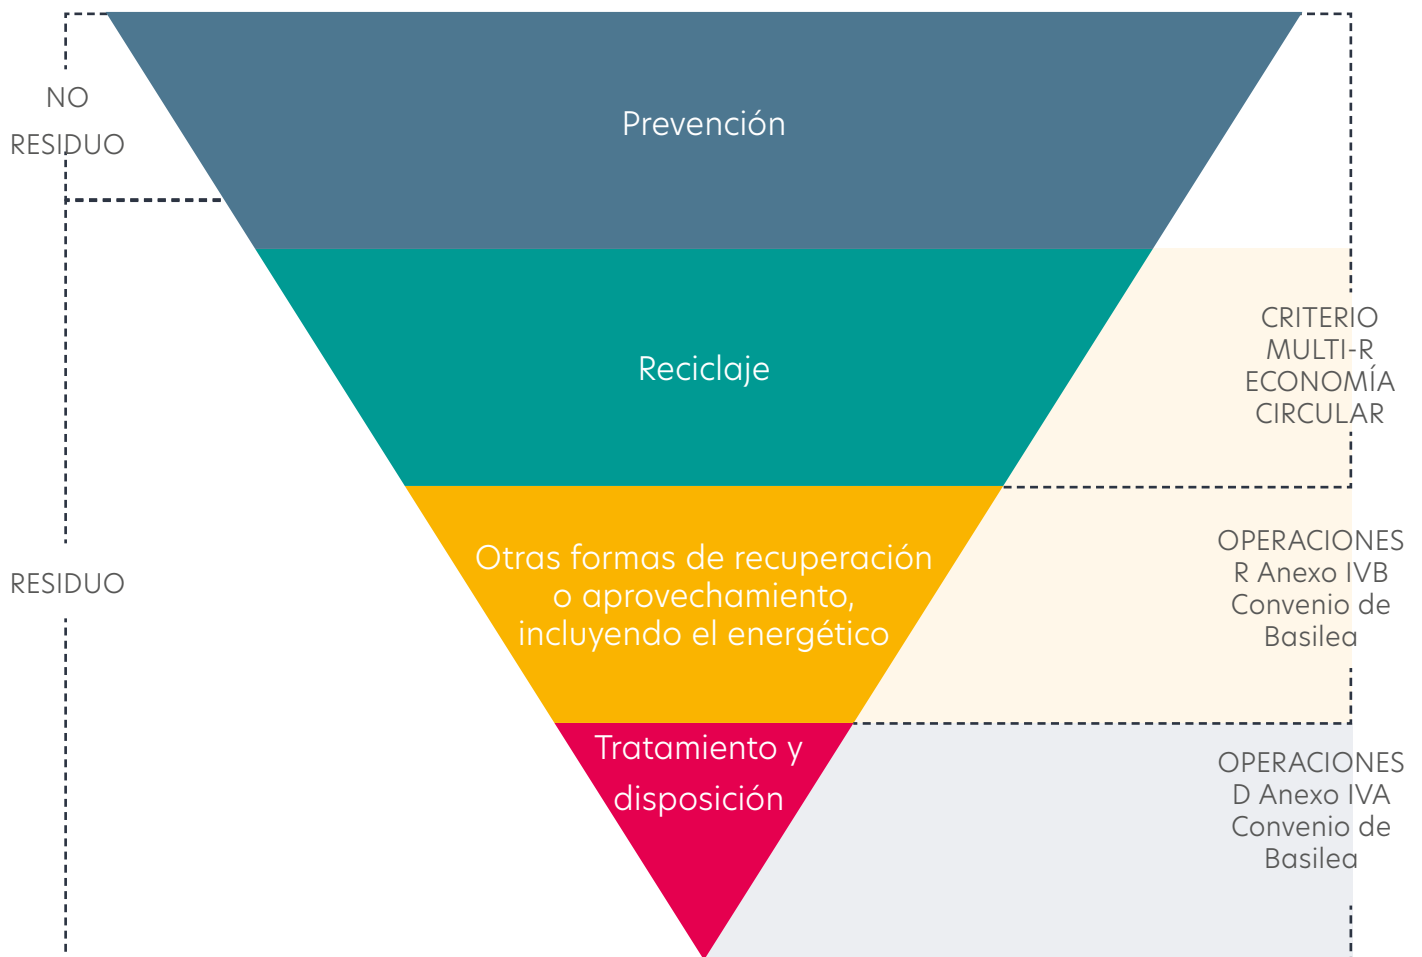 NO
RESIDUO
Prevención
Reciclaje
CRITERIO
MULTI-R
ECONOMÍA
CIRCULAR
Otras formas de recuperación
o aprovechamiento,
incluyendo el energético
OPERACIONES
R Anexo IVB
Convenio de
Basilea
RESIDUO
Tratamiento y
disposición
OPERACIONES
D Anexo IVA
Convenio de
Basilea